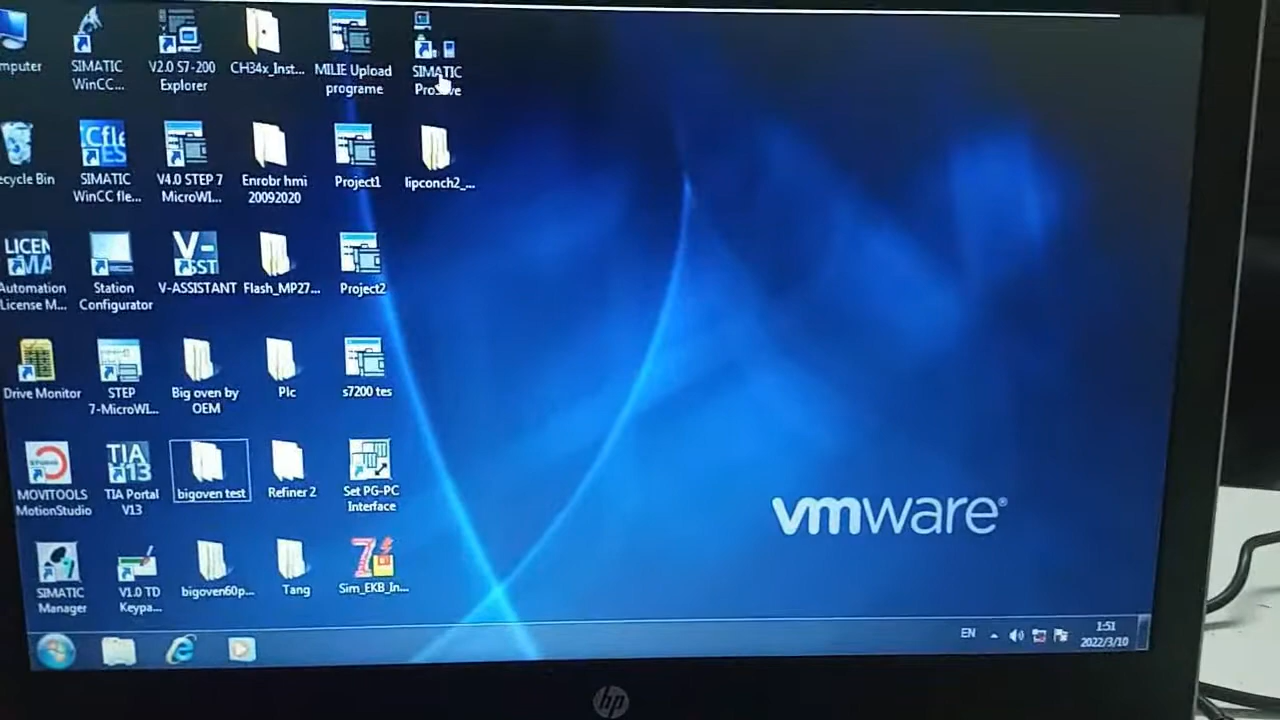 mputer
SIMATIC
WinCC...
V2.0 S7-200
Explorer
CH34x_Inst...
MILIE Upload
programe
SIMATIC
ecycle Bin
SIMATIC
WinCC fle...
V4.0 STEP 7
MicroWI...
Enrobr hmi
20092020
Project1
lipconch2_...
Automation
License M...
Station
Configurator
V-ASSISTANT
Flash_MP27...
Project2
Drive Monitor
STEP
7-MicroWI...
Big oven by
OEM
Plc
s7200 tes
MOVITOOLS
MotionStudio
TIA
V13
TIA Portal
V13
bigoven test
Refiner 2
Set PG-PC
Interface
SIMATIC
Manager
V1.0 TD
Keypa...
bigoven60p...
Tang
Sim_EKB_In...
vmware®
EN
1:51
2022/3/10
hp